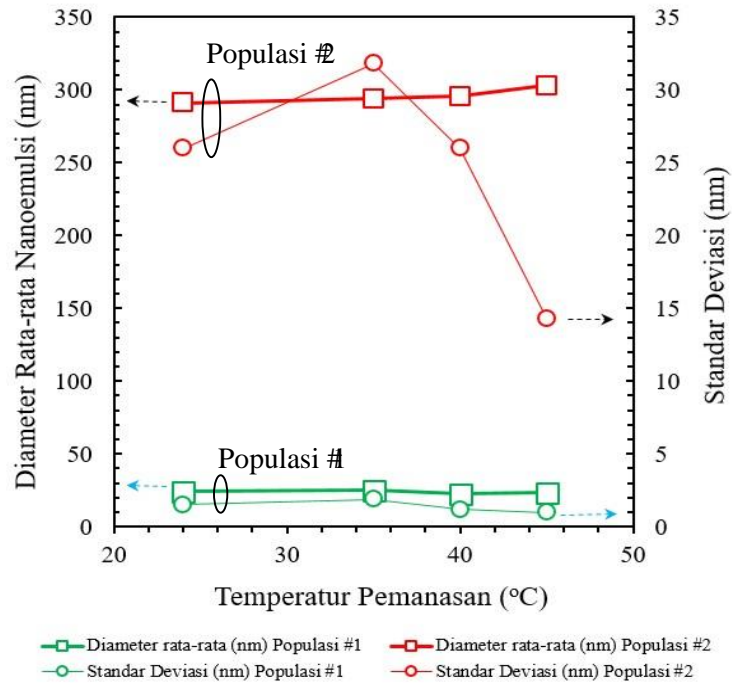 350
300
250
200
150
100
50
0
Diameter Rata-rata Nanoemulsi (nm)
Populasi #2
Populasi #1
35
30
25
20
15
10
5
0
Standar Deviasi (nm)
20
30
40
50
Temperatur Pemanasan (°C)
Diameter rata-rata (nm) Populasi #1
Diameter rata-rata (nm) Populasi #2
Standar Deviasi (nm) Populasi #1
Standar Deviasi (nm) Populasi #2